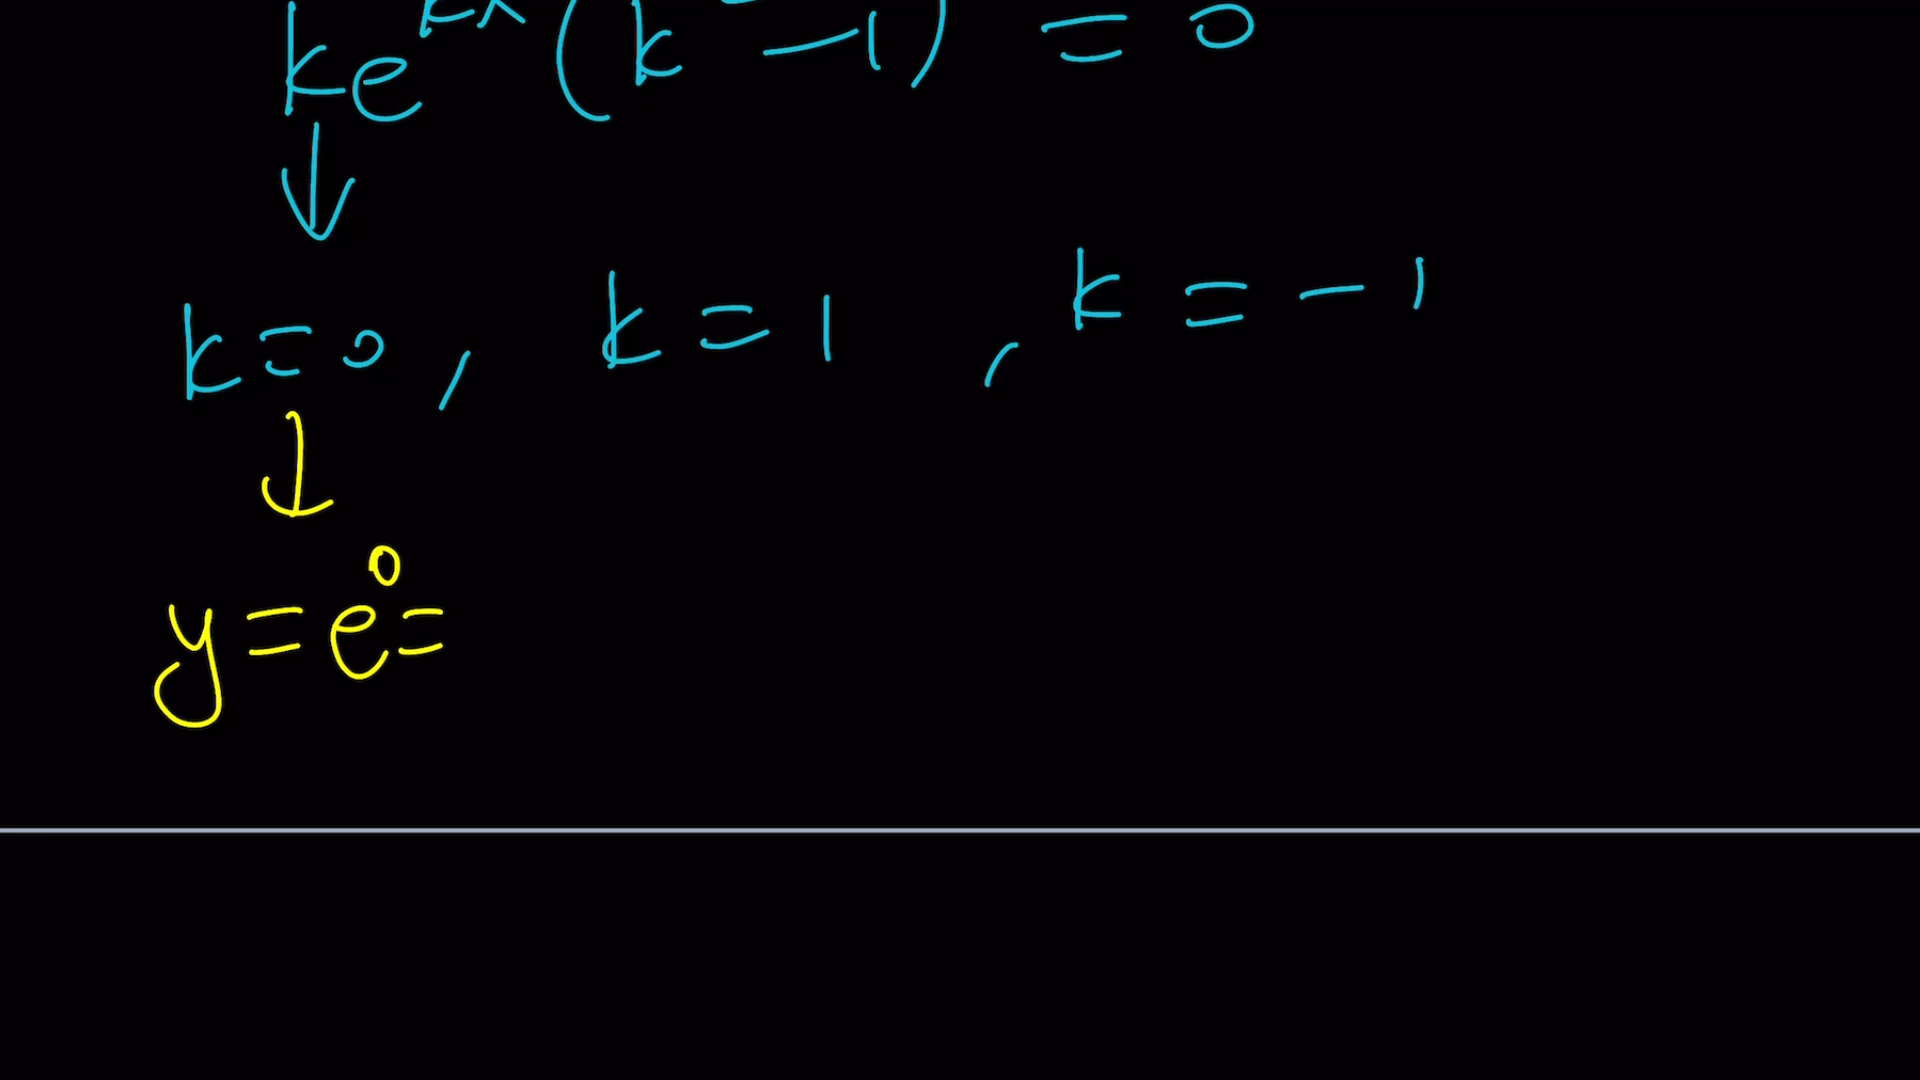 ke^kx (k² - 1) = 0
k = 0, k = 1, k = -1
y = e⁰ =